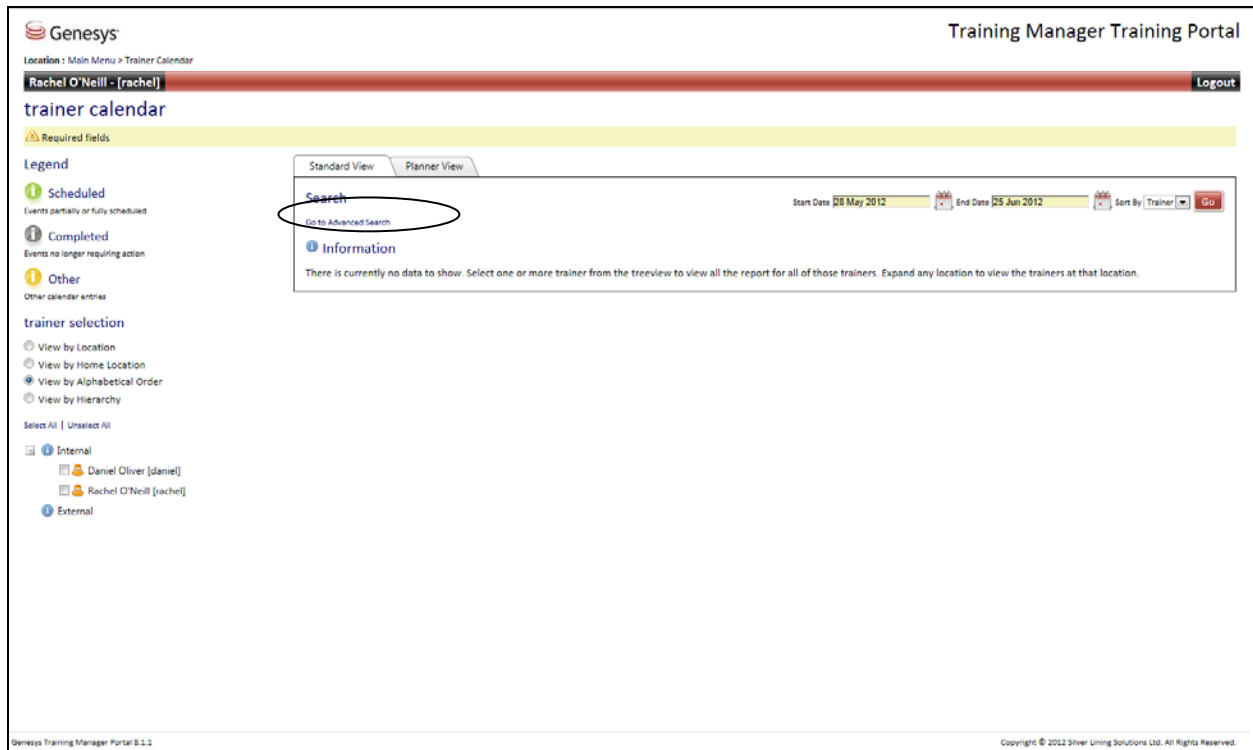 Genesys
Training Manager Training Portal
Location : Main Menu > Trainer Calendar
Rachel O'Neill - [rachel]
Logout
trainer calendar
Required fields
Legend
Scheduled
Events partially or fully scheduled
Completed
Events no longer requiring action
Other
Other calendar entries
trainer selection
View by Location
View by Home Location
View by Alphabetical Order
View by Hierarchy
Select All | Unselect All
Internal
Daniel Oliver [daniel]
Rachel O'Neill [rachel]
External
Standard View Planner View
Search
Start Date 28 May 2012 End Date 25 Jun 2012 Sort By Trainer Go
Go to Advanced Search
Information
There is currently no data to show. Select one or more trainer from the treeview to view all the report for all of those trainers. Expand any location to view the trainers at that location.
Genesys Training Manager Portal 8.1.1
Copyright © 2012 Silver Lining Solutions Ltd. All Rights Reserved.